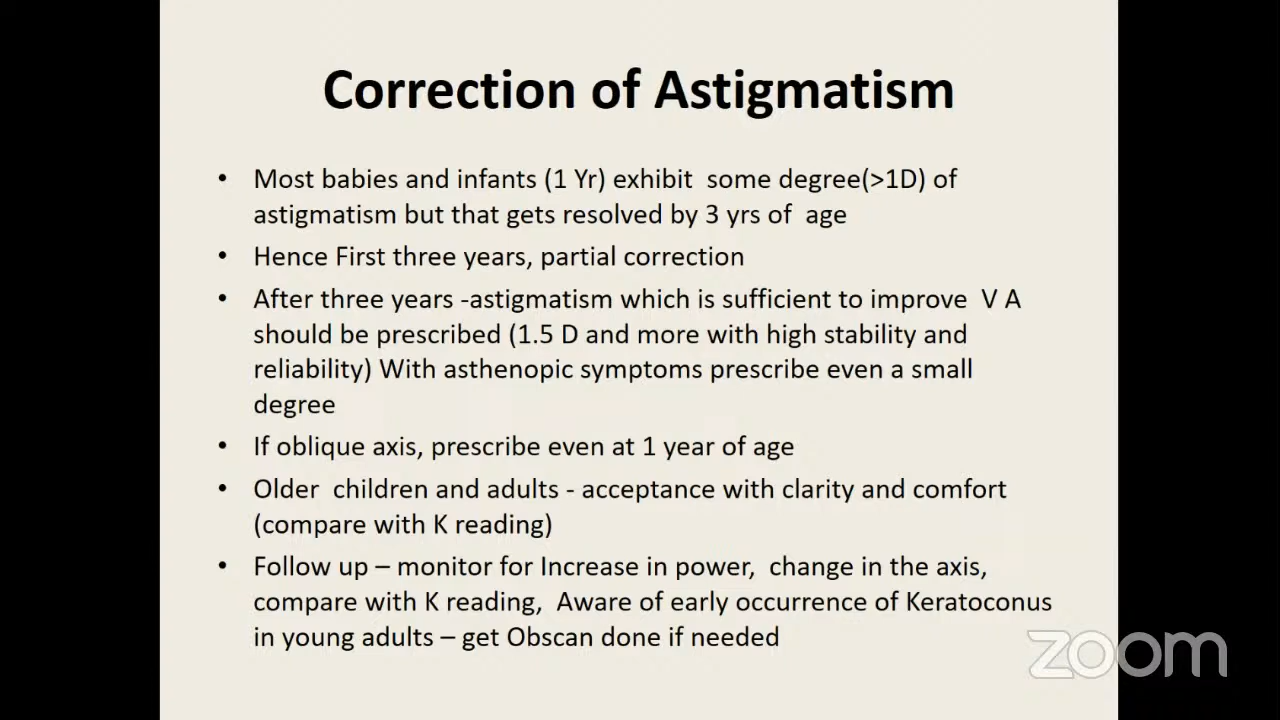 Correction of Astigmatism
• Most babies and infants (1 Yr) exhibit some degree(>1D) of
astigmatism but that gets resolved by 3 yrs of age
• Hence First three years, partial correction
• After three years -astigmatism which is sufficient to improve V A
should be prescribed (1.5 D and more with high stability and
reliability) With asthenopic symptoms prescribe even a small
degree
• If oblique axis, prescribe even at 1 year of age
• Older children and adults - acceptance with clarity and comfort
(compare with K reading)
• Follow up – monitor for Increase in power, change in the axis,
compare with K reading, Aware of early occurrence of Keratoconus
in young adults – get Obscan done if needed
zoom